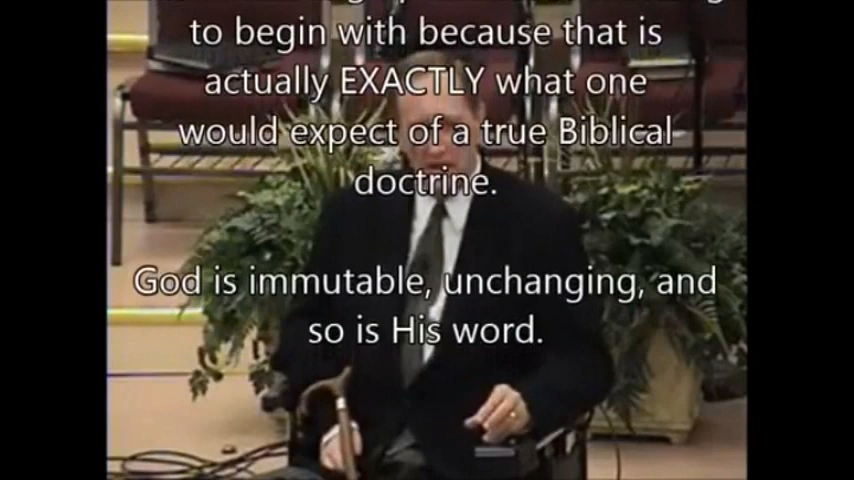 to begin with because that is
actually EXACTLY what one
would expect of a true Biblical
doctrine.
God is immutable, unchanging, and
so is His word.